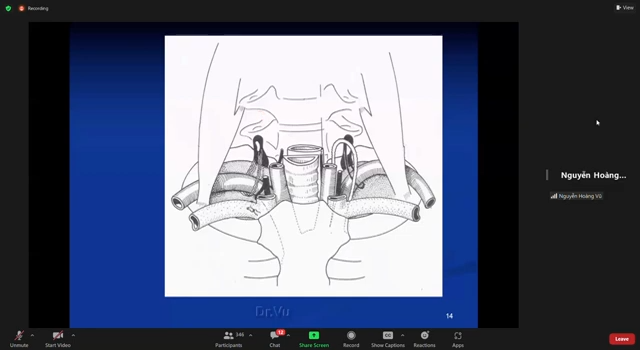 Recording
View
Nguyễn Hoàng...
Nguyễn Hoàng Vũ
Dr.Vu
14
Unmute
Start Video
Participants
346
Chat
12
Share Screen
Record
Show Captions
Reactions
Apps
Leave